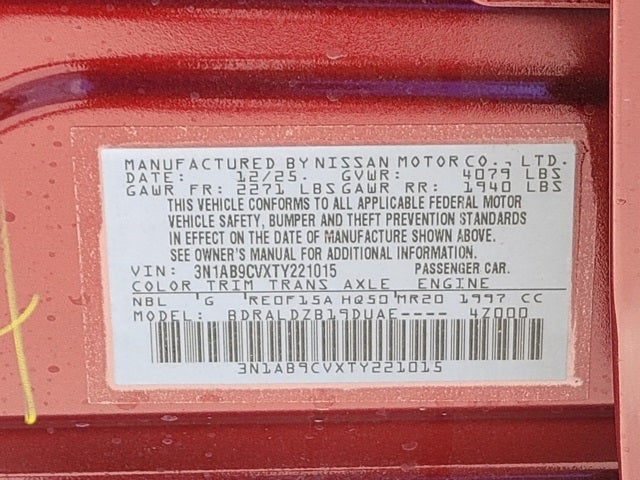 MANUFACTURED BY NISSAN MOTOR CO., LTD.
DATE: 12/25. GVWR: 4079 LBS
GAWR FR: 2271 LBS GAWR RR: 1940 LBS
THIS VEHICLE CONFORMS TO ALL APPLICABLE FEDERAL MOTOR
VEHICLE SAFETY, BUMPER AND THEFT PREVENTION STANDARDS
IN EFFECT ON THE DATE OF MANUFACTURE SHOWN ABOVE.
SEE OWNER'S MANUAL FOR ADDITIONAL INFORMATION.
VIN: 3N1AB9CVXTY221015 PASSENGER CAR.
COLOR TRIM TRANS AXLE ENGINE
NBL G RE0F15A HQ50 MR20 1997 CC
MODEL: BDRALDZB19DUAE---- 4Z000
3N1AB9CVXTY221015